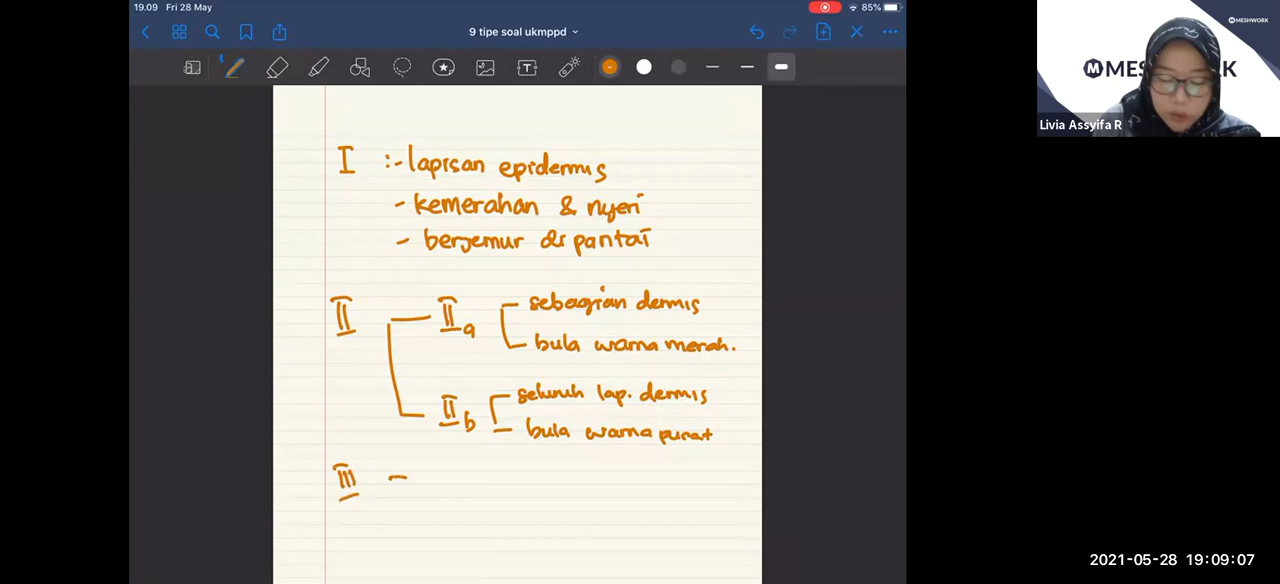 19.09 Fri 28 May
85%
9 tipe soal ukmppd
MESHWORK
MESHWORK
Livia Assyifa R
I :- lapisan epidermis
- kemerahan & nyeri
- berjemur di pantai
II
IIa
sebagian dermis
bula warna merah.
IIb
seluruh lap. dermis
bula warna pucat
III -
2021-05-28 19:09:07